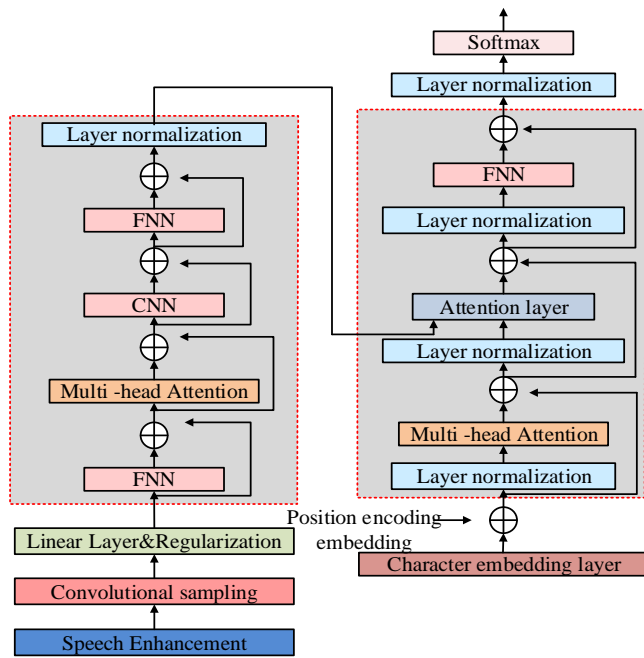 Softmax
Layer normalization
Layer normalization
FNN
FNN
Layer normalization
FNN
CNN
Attention layer
Layer normalization
Multi -head Attention
Multi -head Attention
FNN
Layer normalization
Position encoding
embedding
Linear Layer&Regularization
Character embedding layer
Convolutional sampling
Speech Enhancement